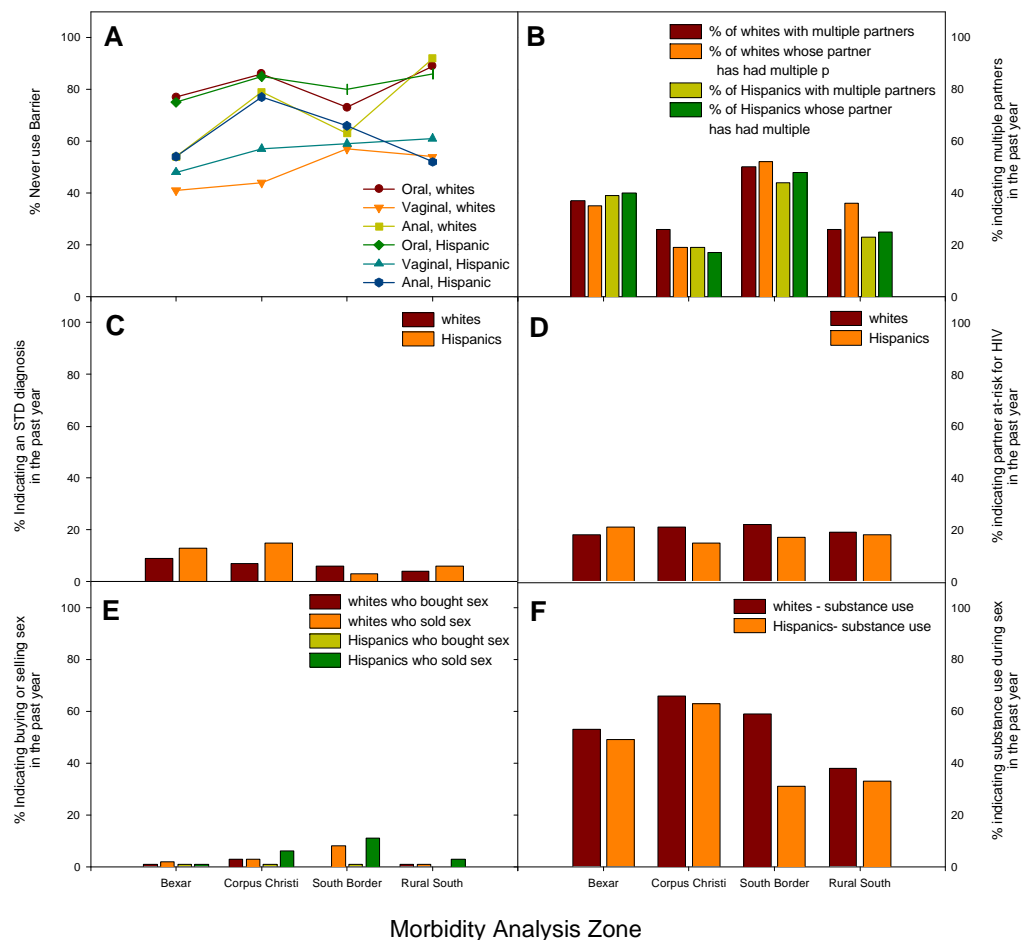 A
100
80
60
40
20
0
% Never use Barrier
Oral, whites
Vaginal, whites
Anal, whites
Oral, Hispanic
Vaginal, Hispanic
Anal, Hispanic
B
% of whites with multiple partners
% of whites whose partner
has had multiple p
% of Hispanics with multiple partners
% of Hispanics whose partner
has had multiple
100
80
60
40
20
0
% indicating multiple partners
in the past year
C
100
80
60
40
20
0
% Indicating an STD diagnosis
in the past year
whites
Hispanics
D
whites
Hispanics
100
80
60
40
20
0
% indicating partner at-risk for HIV
in the past year
E
100
80
60
40
20
0
% Indicating buying or selling sex
in the past year
whites who bought sex
whites who sold sex
Hispanics who bought sex
Hispanics who sold sex
Bexar Corpus Christi South Border Rural South
F
whites - substance use
Hispanics- substance use
100
80
60
40
20
0
% indicating substance use during sex
in the past year
Bexar Corpus Christi South Border Rural South
Morbidity Analysis Zone